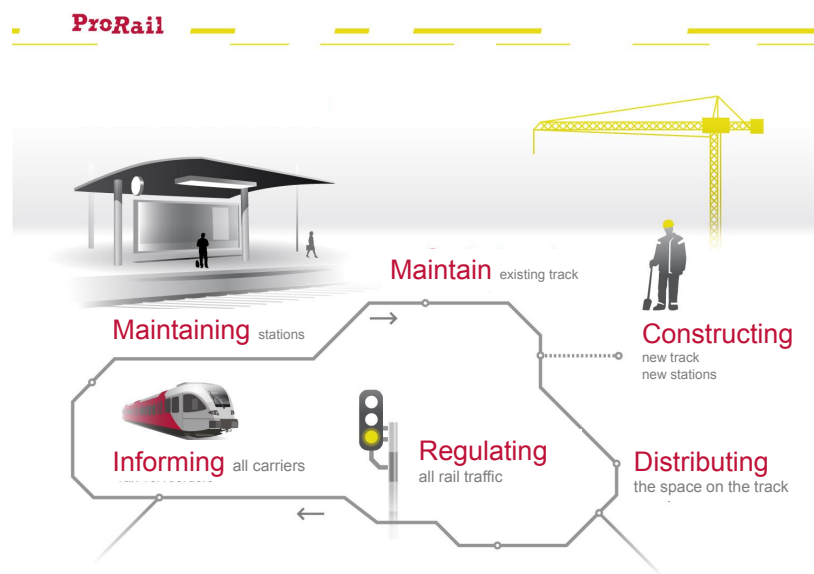 ProRail
Maintain existing track
Maintaining stations
Constructing
new track
new stations
Informing all carriers
Regulating
all rail traffic
Distributing
the space on the track